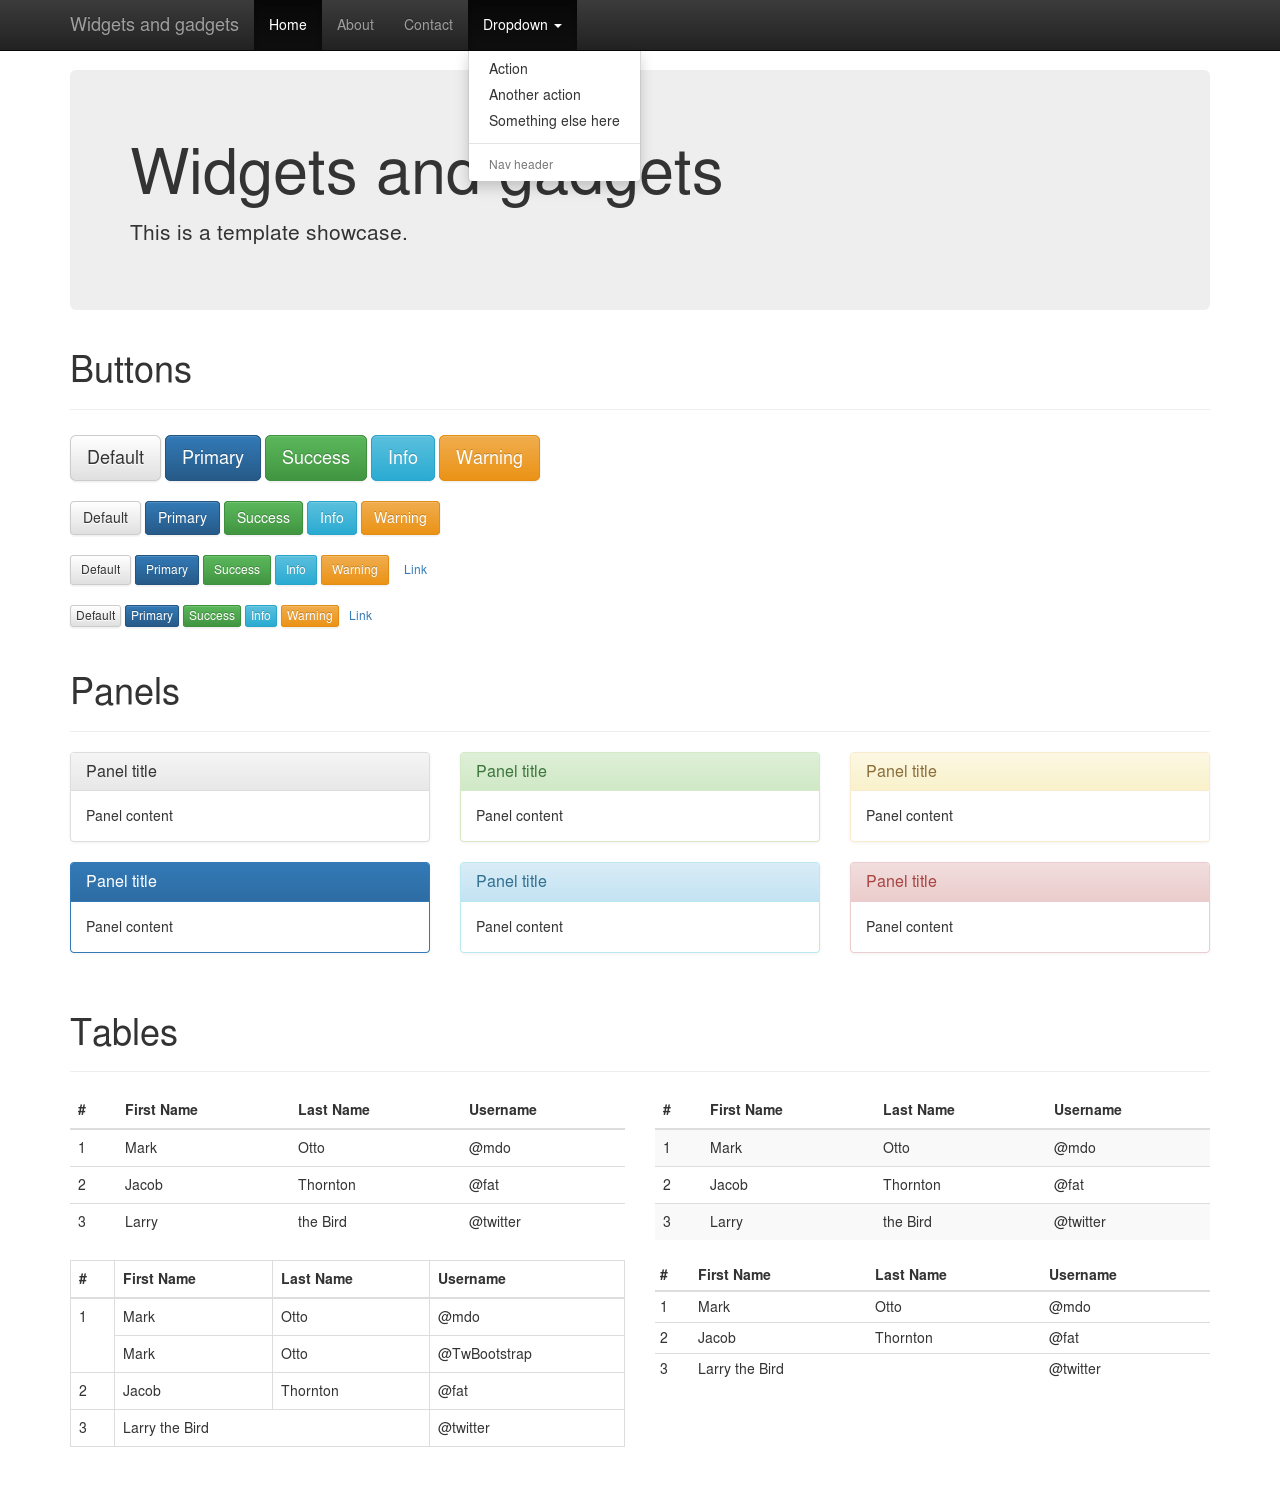 Widgets and gadgets Home About Contact Dropdown
Action
Another action
Something else here
Nav header
Widgets and gadgets
This is a template showcase.
Buttons
Default Primary Success Info Warning
Default Primary Success Info Warning
Default Primary Success Info Warning Link
Default Primary Success Info Warning Link
Panels
Panel title Panel title Panel title
Panel content Panel content Panel content
Panel title Panel title Panel title
Panel content Panel content Panel content
Tables
# First Name Last Name Username
1 Mark Otto @mdo
2 Jacob Thornton @fat
3 Larry the Bird @twitter
# First Name Last Name Username
1 Mark Otto @mdo
2 Jacob Thornton @fat
3 Larry the Bird @twitter
# First Name Last Name Username
1 Mark Otto @mdo
Mark Otto @TwBootstrap
2 Jacob Thornton @fat
3 Larry the Bird @twitter
# First Name Last Name Username
1 Mark Otto @mdo
2 Jacob Thornton @fat
3 Larry the Bird @twitter